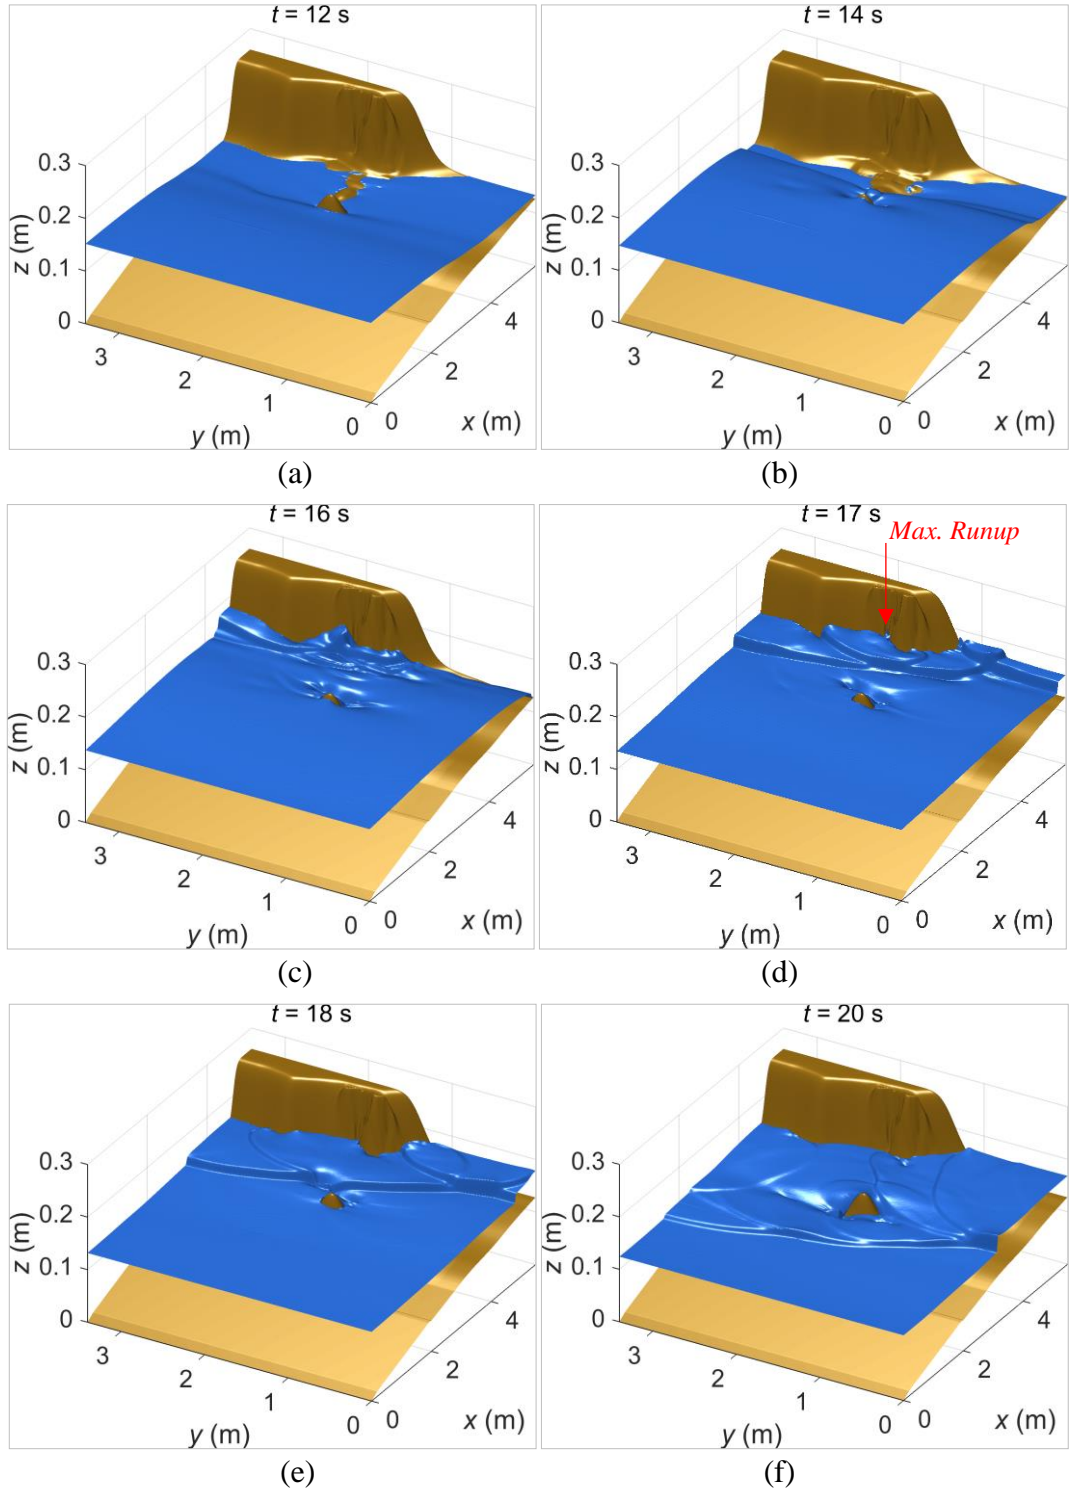 t = 12 s
0.3
0.2
0.1
0
z (m)
3
2
1
0
y (m)
0
2
4
x (m)
(a)
t = 14 s
0.3
0.2
0.1
0
z (m)
3
2
1
0
y (m)
0
2
4
x (m)
(b)
t = 16 s
0.3
0.2
0.1
0
z (m)
3
2
1
0
y (m)
0
2
4
x (m)
(c)
t = 17 s
Max. Runup
0.3
0.2
0.1
0
z (m)
3
2
1
0
y (m)
0
2
4
x (m)
(d)
t = 18 s
0.3
0.2
0.1
0
z (m)
3
2
1
0
y (m)
0
2
4
x (m)
(e)
t = 20 s
0.3
0.2
0.1
0
z (m)
3
2
1
0
y (m)
0
2
4
x (m)
(f)